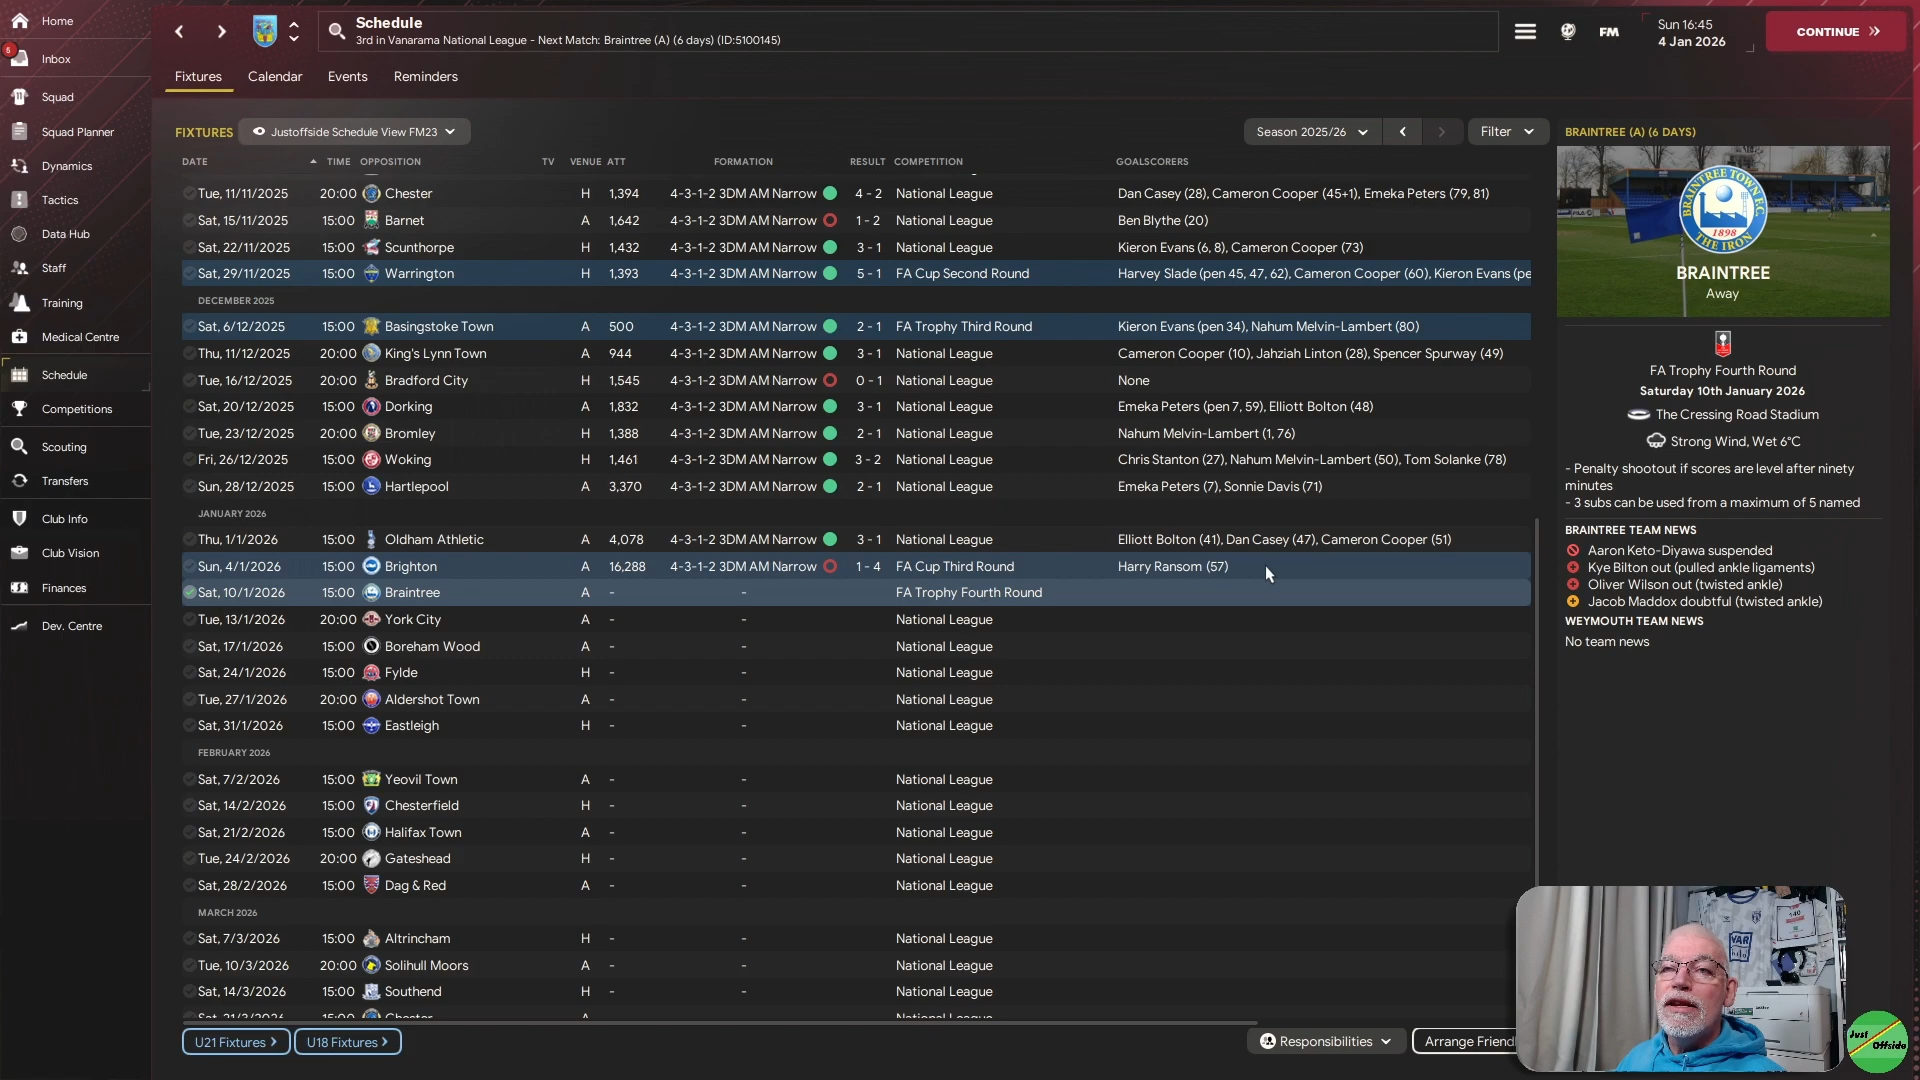 Home
5
Inbox
Squad
Squad Planner
Dynamics
Tactics
Data Hub
Staff
Training
Medical Centre
Schedule
Competitions
Scouting
Transfers
Club Info
Club Vision
Finances
Dev. Centre
Schedule
3rd in Vanarama National League - Next Match: Braintree (A) (6 days) (ID:5100145)
FM
Sun 16:45
4 Jan 2026
CONTINUE
Fixtures Calendar Events Reminders
FIXTURES Justoffside Schedule View FM23 Season 2025/26 Filter
DATE TIME OPPOSITION TV VENUE ATT FORMATION RESULT COMPETITION GOALSCORERS
Tue, 11/11/2025 20:00 Chester H 1,394 4-3-1-2 3DM AM Narrow 4 - 2 National League Dan Casey (28), Cameron Cooper (45+1), Emeka Peters (79, 81)
Sat, 15/11/2025 15:00 Barnet A 1,642 4-3-1-2 3DM AM Narrow 1 - 2 National League Ben Blythe (20)
Sat, 22/11/2025 15:00 Scunthorpe H 1,432 4-3-1-2 3DM AM Narrow 3 - 1 National League Kieron Evans (6, 8), Cameron Cooper (73)
Sat, 29/11/2025 15:00 Warrington H 1,393 4-3-1-2 3DM AM Narrow 5 - 1 FA Cup Second Round Harvey Slade (pen 45, 47, 62), Cameron Cooper (60), Kieron Evans (pe
DECEMBER 2025
Sat, 6/12/2025 15:00 Basingstoke Town A 500 4-3-1-2 3DM AM Narrow 2 - 1 FA Trophy Third Round Kieron Evans (pen 34), Nahum Melvin-Lambert (80)
Thu, 11/12/2025 20:00 King's Lynn Town A 944 4-3-1-2 3DM AM Narrow 3 - 1 National League Cameron Cooper (10), Jahziah Linton (28), Spencer Spurway (49)
Tue, 16/12/2025 20:00 Bradford City H 1,545 4-3-1-2 3DM AM Narrow 0 - 1 National League None
Sat, 20/12/2025 15:00 Dorking A 1,832 4-3-1-2 3DM AM Narrow 3 - 1 National League Emeka Peters (pen 7, 59), Elliott Bolton (48)
Tue, 23/12/2025 20:00 Bromley H 1,388 4-3-1-2 3DM AM Narrow 2 - 1 National League Nahum Melvin-Lambert (1, 76)
Fri, 26/12/2025 15:00 Woking H 1,461 4-3-1-2 3DM AM Narrow 3 - 2 National League Chris Stanton (27), Nahum Melvin-Lambert (50), Tom Solanke (78)
Sun, 28/12/2025 15:00 Hartlepool A 3,370 4-3-1-2 3DM AM Narrow 2 - 1 National League Emeka Peters (7), Sonnie Davis (71)
JANUARY 2026
Thu, 1/1/2026 15:00 Oldham Athletic A 4,078 4-3-1-2 3DM AM Narrow 3 - 1 National League Elliott Bolton (41), Dan Casey (47), Cameron Cooper (51)
Sun, 4/1/2026 15:00 Brighton A 16,288 4-3-1-2 3DM AM Narrow 1 - 4 FA Cup Third Round Harry Ransom (57)
Sat, 10/1/2026 15:00 Braintree A - - FA Trophy Fourth Round
Tue, 13/1/2026 20:00 York City A - - National League
Sat, 17/1/2026 15:00 Boreham Wood A - - National League
Sat, 24/1/2026 15:00 Fylde H - - National League
Tue, 27/1/2026 20:00 Aldershot Town A - - National League
Sat, 31/1/2026 15:00 Eastleigh H - - National League
FEBRUARY 2026
Sat, 7/2/2026 15:00 Yeovil Town A - - National League
Sat, 14/2/2026 15:00 Chesterfield H - - National League
Sat, 21/2/2026 15:00 Halifax Town A - - National League
Tue, 24/2/2026 20:00 Gateshead H - - National League
Sat, 28/2/2026 15:00 Dag & Red A - - National League
MARCH 2026
Sat, 7/3/2026 15:00 Altrincham H - - National League
Tue, 10/3/2026 20:00 Solihull Moors A - - National League
Sat, 14/3/2026 15:00 Southend H - - National League
Sat, 21/3/2026 15:00 Chester A National League
U21 Fixtures U18 Fixtures Responsibilities Arrange Friend
BRAINTREE (A) (6 DAYS)
BRAINTREE TOWN F.C.
1898
THE IRON
BRAINTREE
Away
FA Trophy Fourth Round
Saturday 10th January 2026
The Cressing Road Stadium
Strong Wind, Wet 6°C
- Penalty shootout if scores are level after ninety
minutes
- 3 subs can be used from a maximum of 5 named
BRAINTREE TEAM NEWS
Aaron Keto-Diyawa suspended
Kye Bilton out (pulled ankle ligaments)
Oliver Wilson out (twisted ankle)
Jacob Maddox doubtful (twisted ankle)
WEYMOUTH TEAM NEWS
No team news
140
VAR
Just
Offside